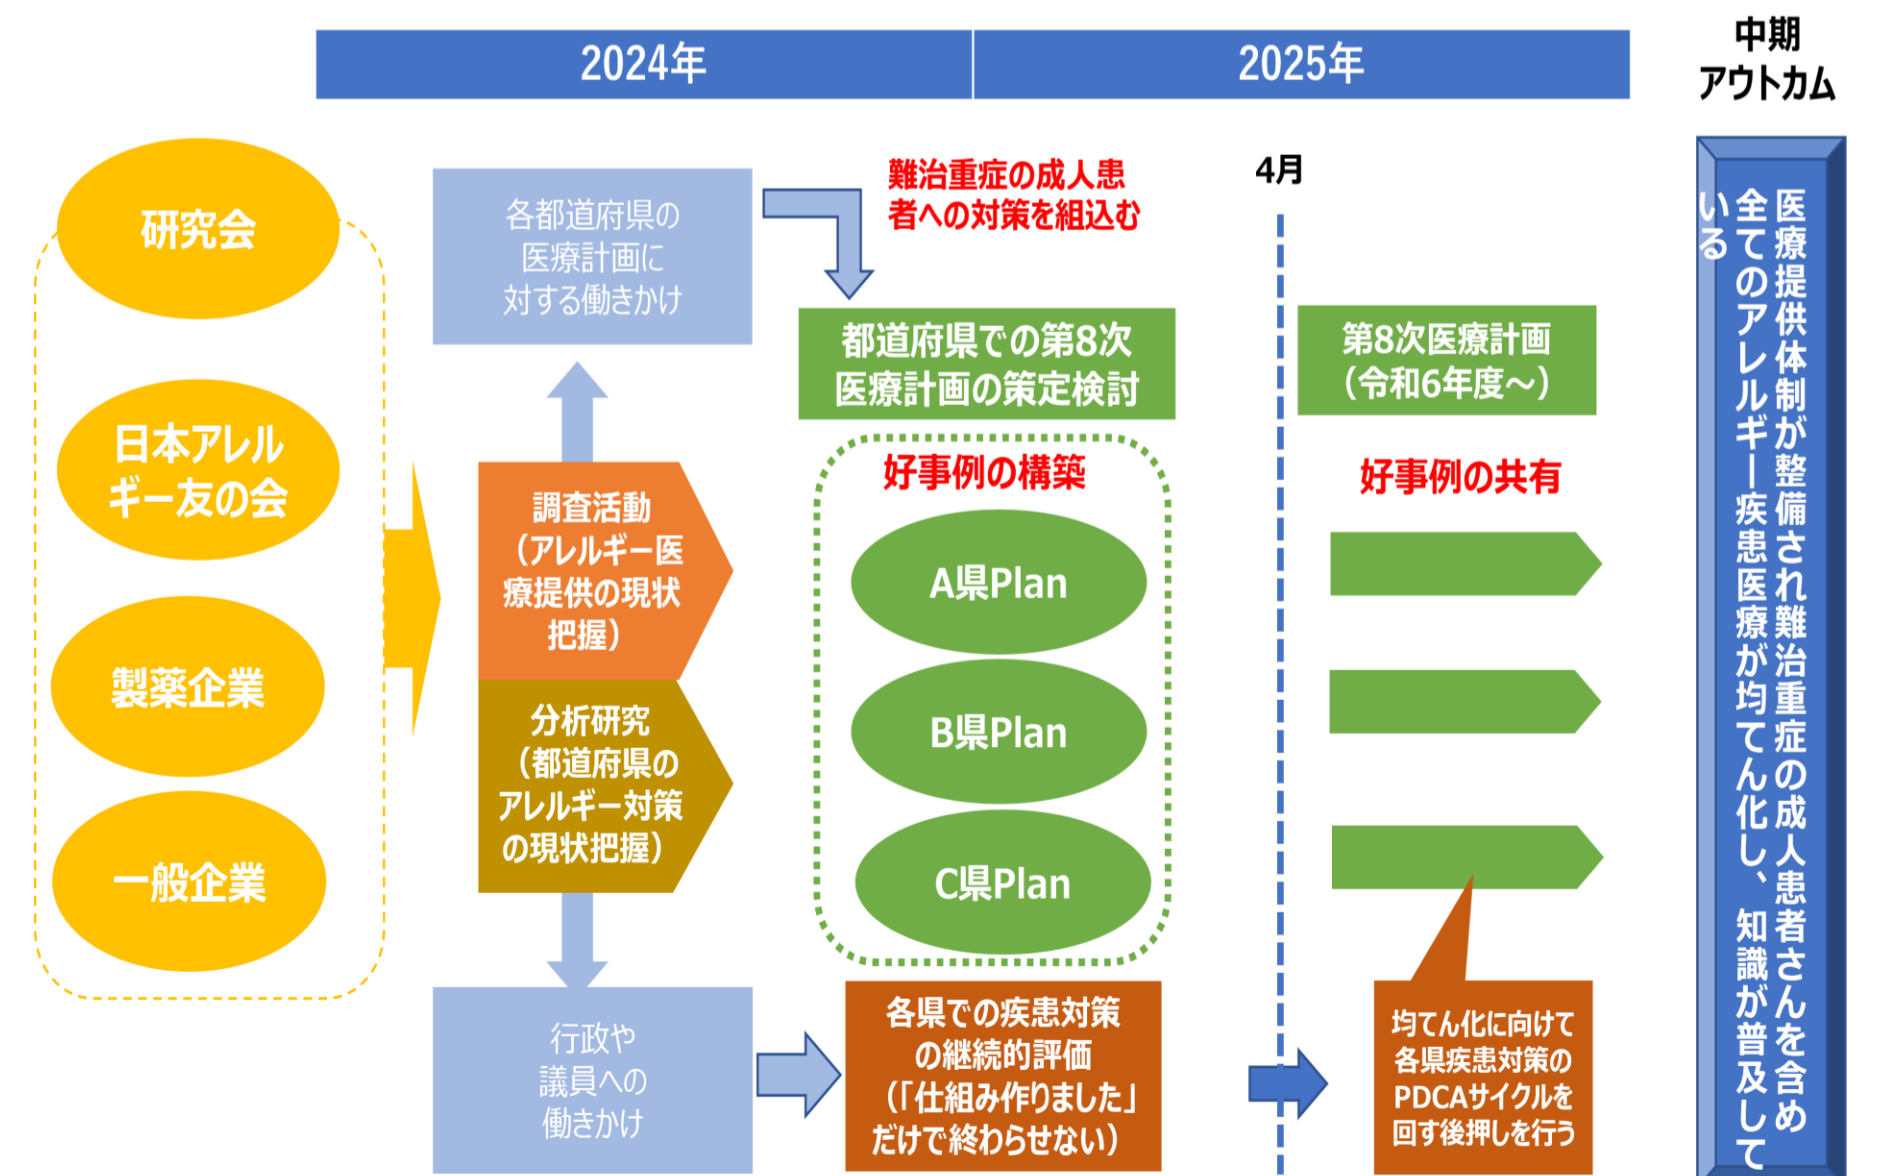 2024年
2025年
中期
アウトカム
研究会
日本アレル
ギー友の会
製薬企業
一般企業
各都道府県の
医療計画に
対する働きかけ
調査活動
（アレルギー医
療提供の現状
把握）
分析研究
（都道府県の
アレルギー対策
の現状把握）
行政や
議員への
働きかけ
難治重症の成人患
者への対策を組込む
都道府県での第8次
医療計画の策定検討
好事例の構築
A県Plan
B県Plan
C県Plan
各県での疾患対策
の継続的評価
（「仕組み作りました」
だけで終わらせない）
4月
第8次医療計画
（令和6年度～）
好事例の共有
均てん化に向けて
各県疾患対策の
PDCAサイクルを
回す後押しを行う
医療提供体制が整備され難治重症の成人患者さんを含め
全てのアレルギー疾患医療が均てん化し、知識が普及して
いる